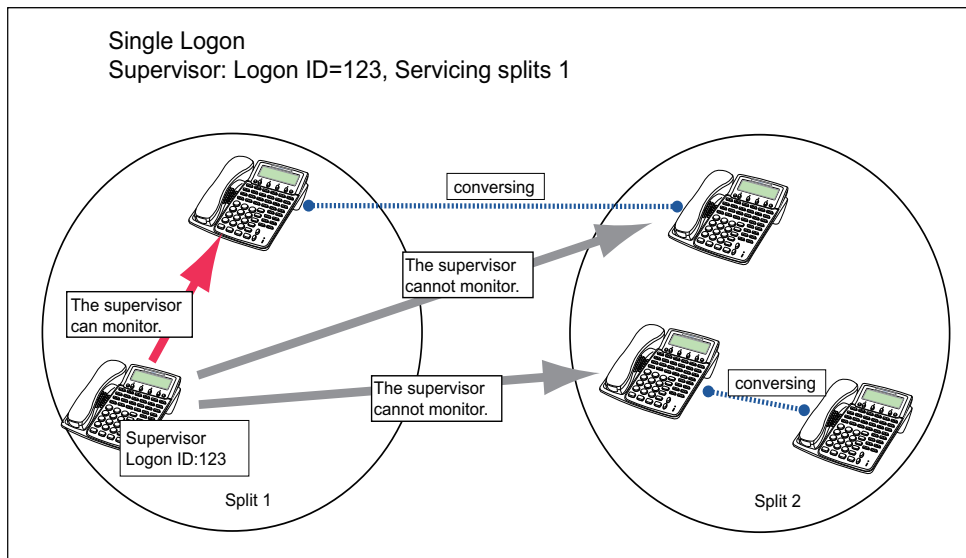 Single Logon
Supervisor: Logon ID=123, Servicing splits 1
conversing
The supervisor
cannot monitor.
The supervisor
can monitor.
The supervisor
cannot monitor.
conversing
Supervisor
Logon ID:123
Split 1
Split 2